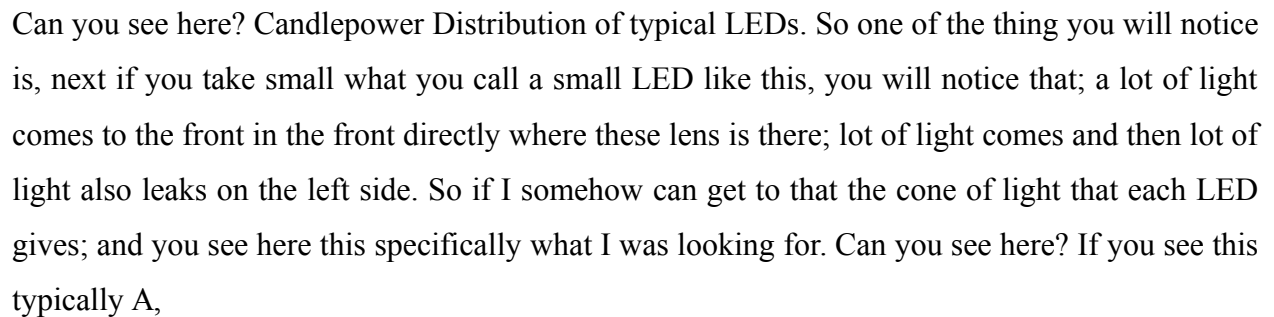 Can you see here? Candlepower Distribution of typical LEDs. So one of the thing you will notice
is, next if you take small what you call a small LED like this, you will notice that; a lot of light
comes to the front in the front directly where these lens is there; lot of light comes and then lot of
light also leaks on the left side. So if I somehow can get to that the cone of light that each LED
gives; and you see here this specifically what I was looking for. Can you see here? If you see this
typically A,